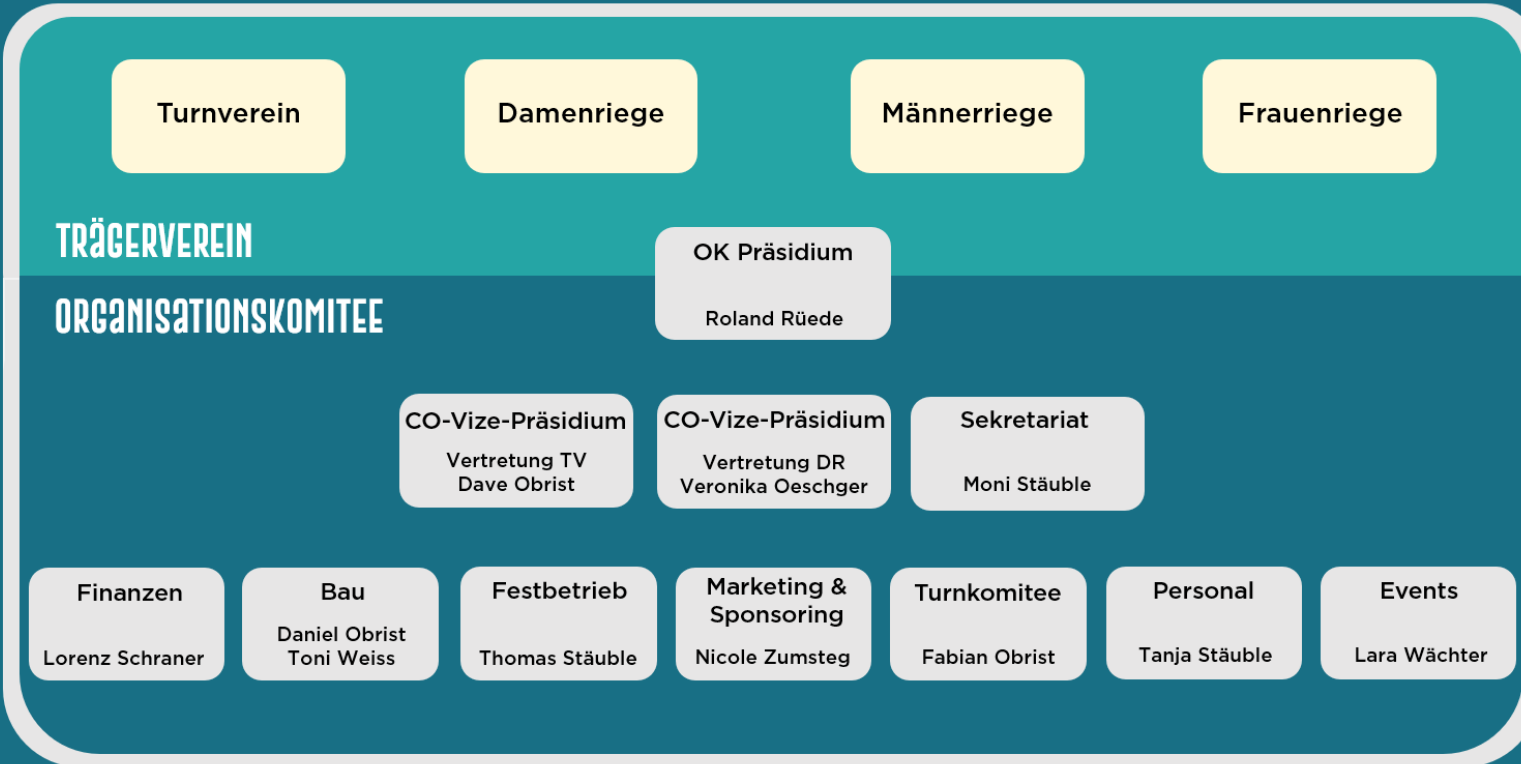 Turnverein
Damenriege
Männerriege
Frauenriege
TRÄGERVEREIN
OK Präsidium
Roland Rüede
ORGANISATIONSKOMITEE
CO-Vize-Präsidium
Vertretung TV
Dave Obrist
CO-Vize-Präsidium
Vertretung DR
Veronika Oeschger
Sekretariat
Moni Stäuble
Finanzen
Lorenz Schraner
Bau
Daniel Obrist
Toni Weiss
Festbetrieb
Thomas Stäuble
Marketing &
Sponsoring
Nicole Zumsteg
Turnkomitee
Fabian Obrist
Personal
Tanja Stäuble
Events
Lara Wächter